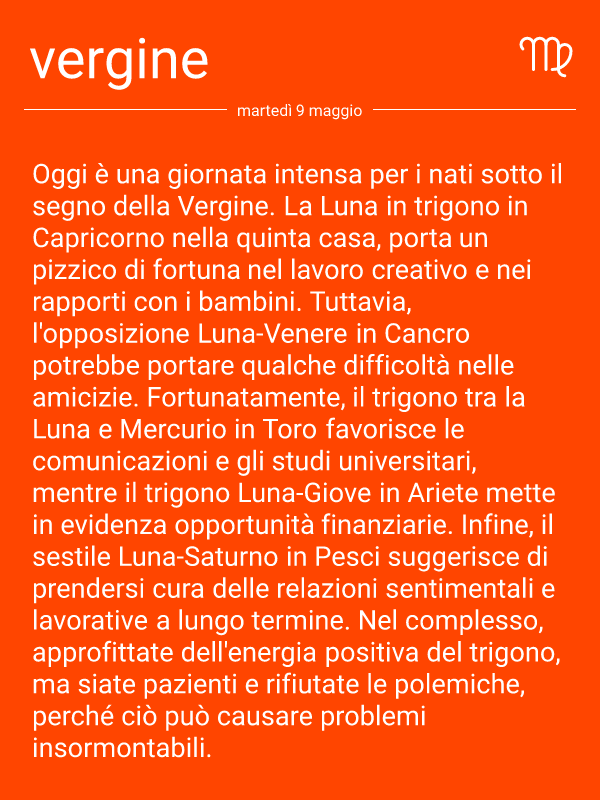 vergine
martedì 9 maggio
Oggi è una giornata intensa per i nati sotto il
segno della Vergine. La Luna in trigono in
Capricorno nella quinta casa, porta un
pizzico di fortuna nel lavoro creativo e nei
rapporti con i bambini. Tuttavia,
l'opposizione Luna-Venere in Cancro
potrebbe portare qualche difficoltà nelle
amicizie. Fortunatamente, il trigono tra la
Luna e Mercurio in Toro favorisce le
comunicazioni e gli studi universitari,
mentre il trigono Luna-Giove in Ariete mette
in evidenza opportunità finanziarie. Infine, il
sestile Luna-Saturno in Pesci suggerisce di
prendersi cura delle relazioni sentimentali e
lavorative a lungo termine. Nel complesso,
approfittate dell'energia positiva del trigono,
ma siate pazienti e rifiutate le polemiche,
perché ciò può causare problemi
insormontabili.